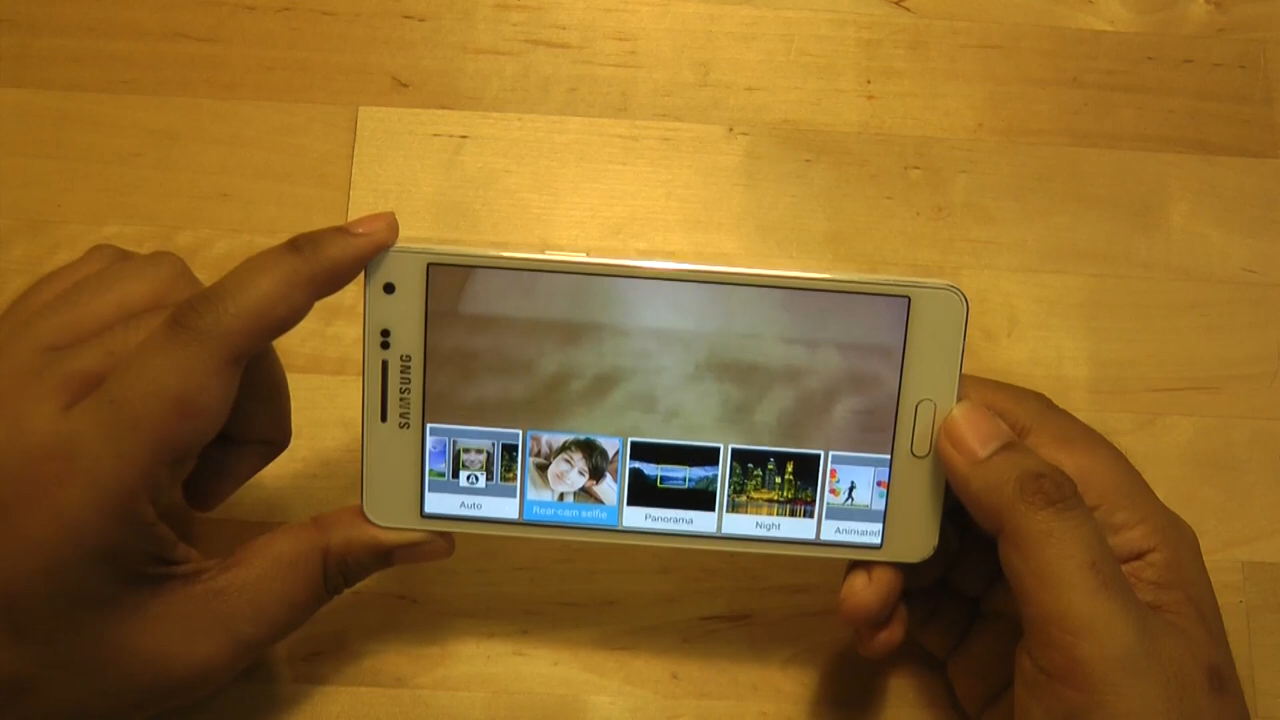 SAMSUNG
Auto
Rear-cam selfie
Panorama
Night
Animated
A